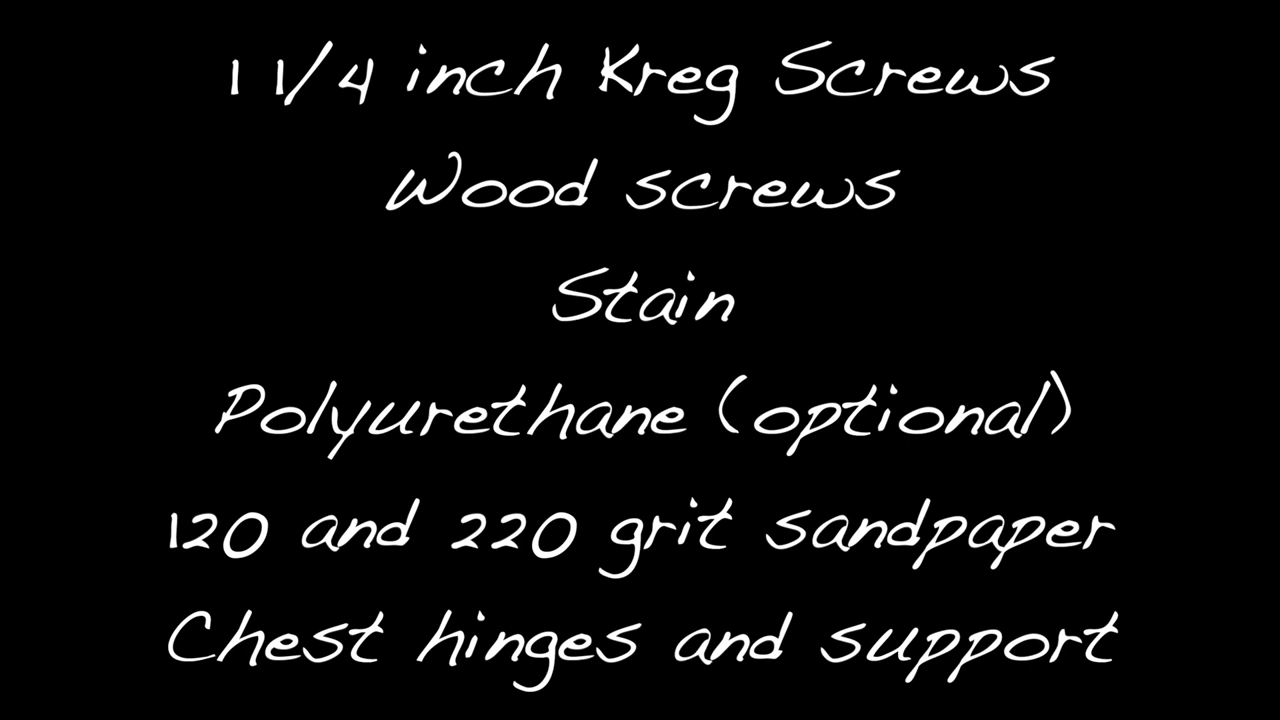 1 1/4 inch Kreg Screws
Wood screws
Stain
Polyurethane (optional)
120 and 220 grit sandpaper
Chest hinges and support